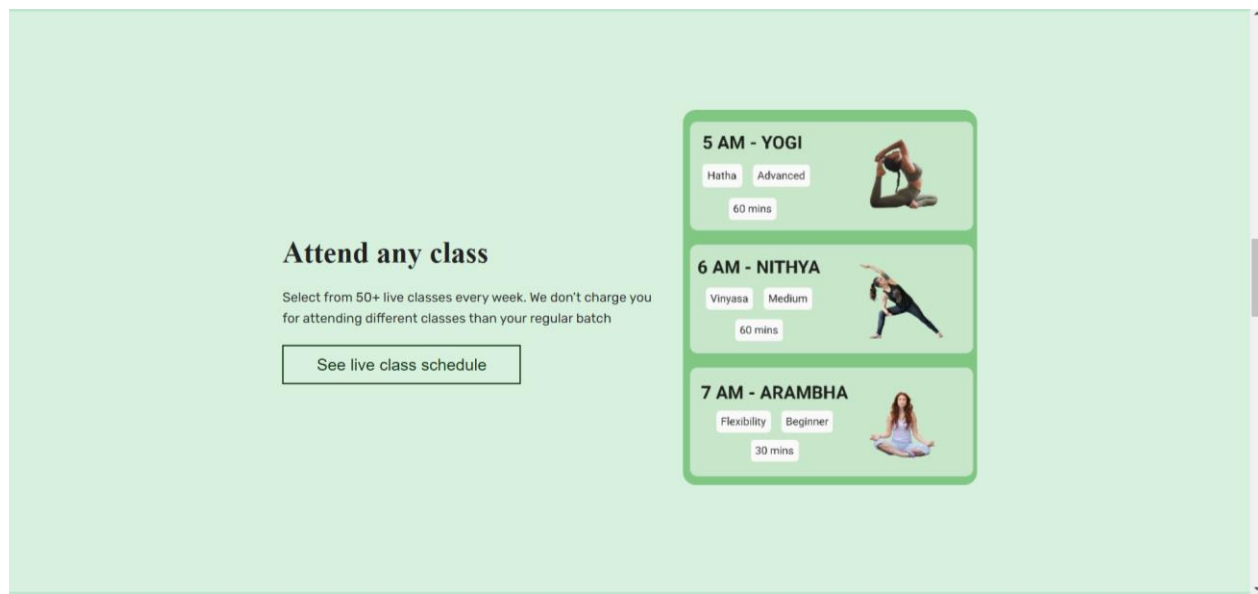 Attend any class
Select from 50+ live classes every week. We don't charge you
for attending different classes than your regular batch
See live class schedule
5 AM - YOGI
Hatha Advanced
60 mins
6 AM - NITHYA
Vinyasa Medium
60 mins
7 AM - ARAMBHA
Flexibility Beginner
30 mins